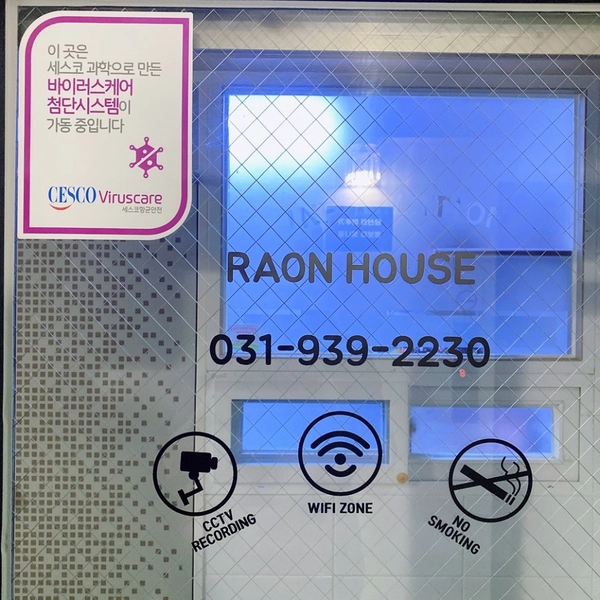 이 곳은
세스코 과학으로 만든
바이러스케어
첨단시스템이
가동 중입니다
CESCO Viruscare
세스코항균안전
RAON HOUSE
031-939-2230
CCTV
RECORDING
WIFI ZONE
NO
SMOKING